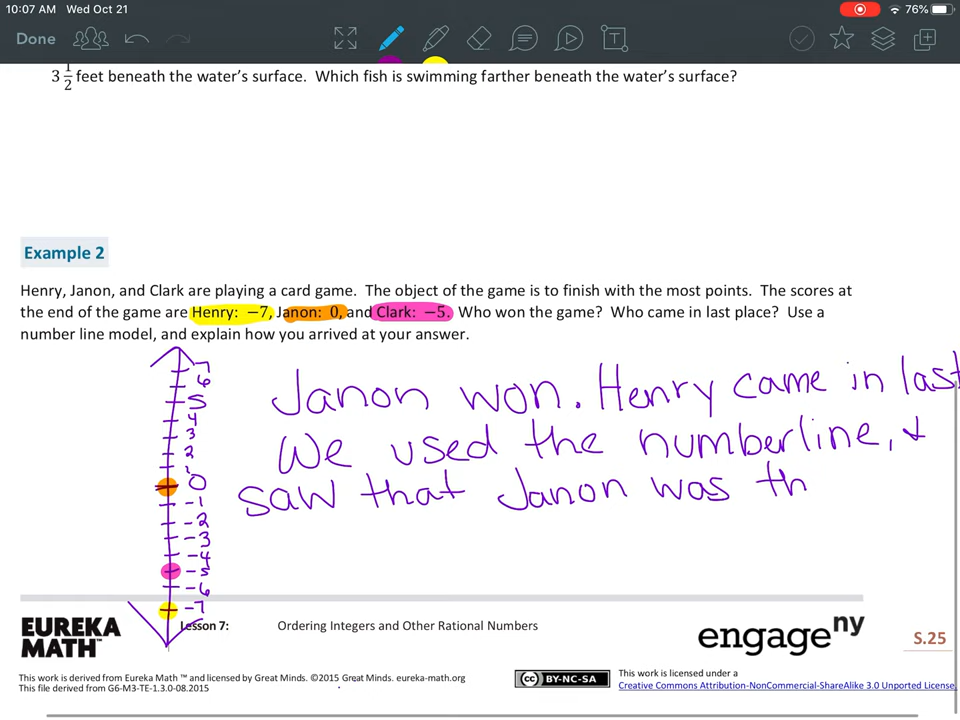 10:07 AM Wed Oct 21
76%
Done
3 1/2 feet beneath the water's surface. Which fish is swimming farther beneath the water's surface?
Example 2
Henry, Janon, and Clark are playing a card game. The object of the game is to finish with the most points. The scores at
the end of the game are Henry: −7, Janon: 0, and Clark: −5. Who won the game? Who came in last place? Use a
number line model, and explain how you arrived at your answer.
7
6
5
4
3
2
1
0
-1
-2
-3
-4
-5
-6
-7
Janon won. Henry came in last
We used the numberline, &
saw that Janon was th
EUREKA
MATH™
Lesson 7: Ordering Integers and Other Rational Numbers
engage ny
S.25
This work is derived from Eureka Math ™ and licensed by Great Minds. ©2015 Great Minds. eureka-math.org
This file derived from G6-M3-TE-1.3.0-08.2015
cc BY-NC-SA
This work is licensed under a
Creative Commons Attribution-NonCommercial-ShareAlike 3.0 Unported License.